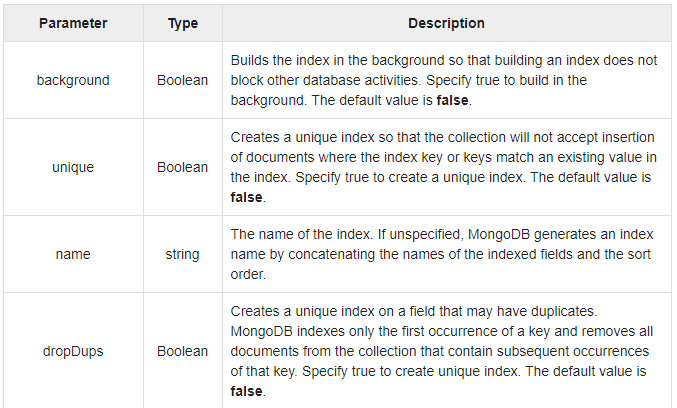 Parameter Type Description
Builds the index in the background so that building an index does not
background Boolean block other database activities. Specify true to build in the
background. The default value is false.
Creates a unique index so that the collection will not accept insertion
of documents where the index key or keys match an existing value in
unique Boolean the index. Specify true to create a unique index. The default value is
false.
The name of the index. If unspecified, MongoDB generates an index
name string name by concatenating the names of the indexed fields and the sort
order.
Creates a unique index on a field that may have duplicates.
MongoDB indexes only the first occurrence of a key and removes all
dropDups Boolean documents from the collection that contain subsequent occurrences
of that key. Specify true to create unique index. The default value is
false.